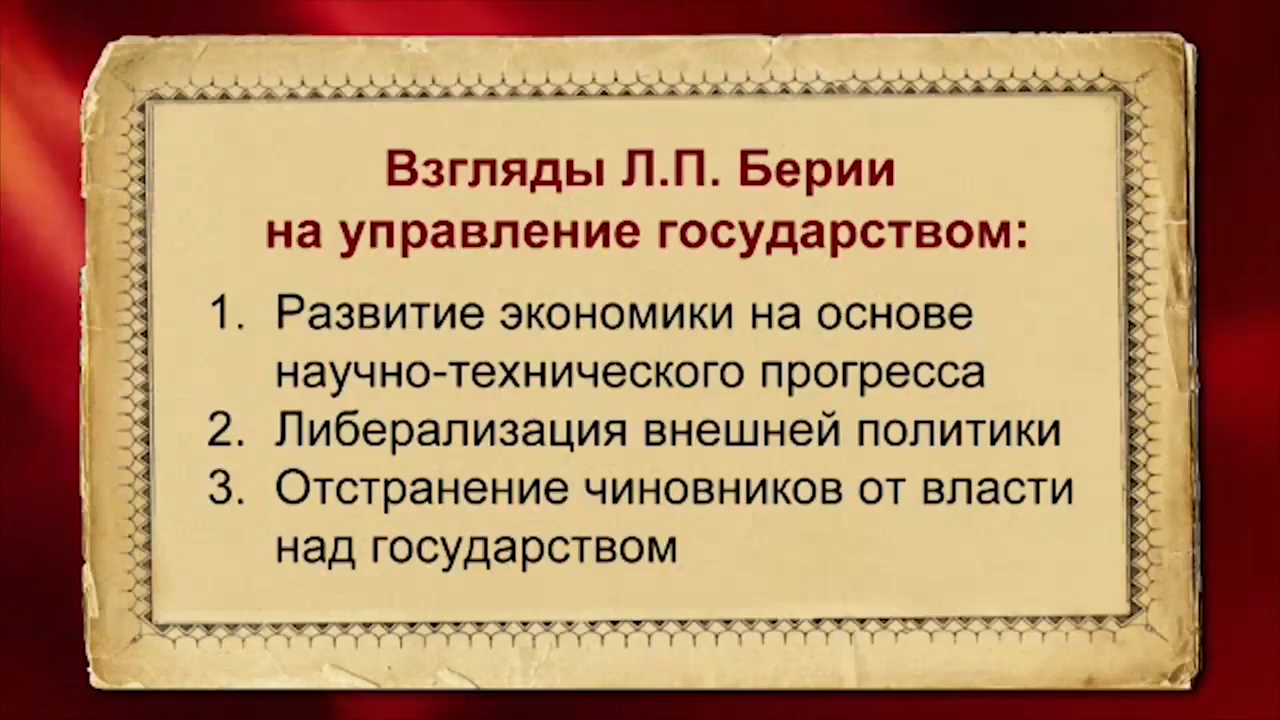 Взгляды Л.П. Берии
на управление государством:
1. Развитие экономики на основе
научно-технического прогресса
2. Либерализация внешней политики
3. Отстранение чиновников от власти
над государством